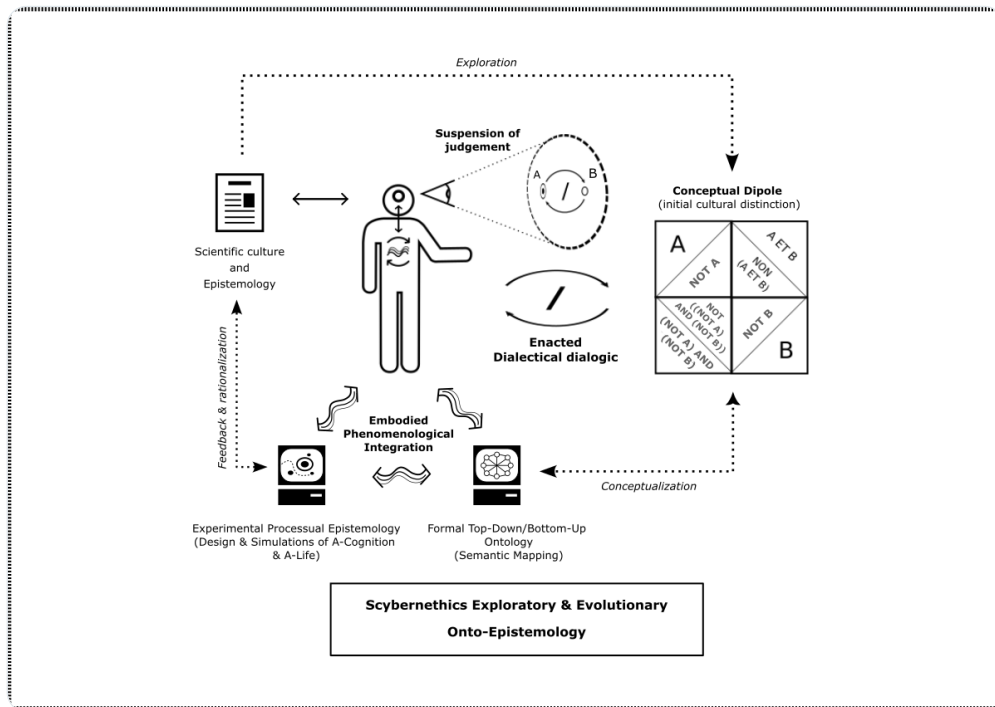 Exploration
Suspension of
judgement
A
B
/
Conceptual Dipole
(initial cultural distinction)
A
NOT A
A ET B
NON
(A ET B)
NOT
((NOT A)
AND (NOT B))
(NOT A) AND
(NOT B)
NOT B
B
Scientific culture
and
Epistemology
/
Enacted
Dialectical dialogic
Feedback & rationalization
Embodied
Phenomenological
Integration
Conceptualization
Experimental Processual Epistemology
(Design & Simulations of A-Cognition
& A-Life)
Formal Top-Down/Bottom-Up
Ontology
(Semantic Mapping)
Scybernethics Exploratory & Evolutionary
Onto-Epistemology